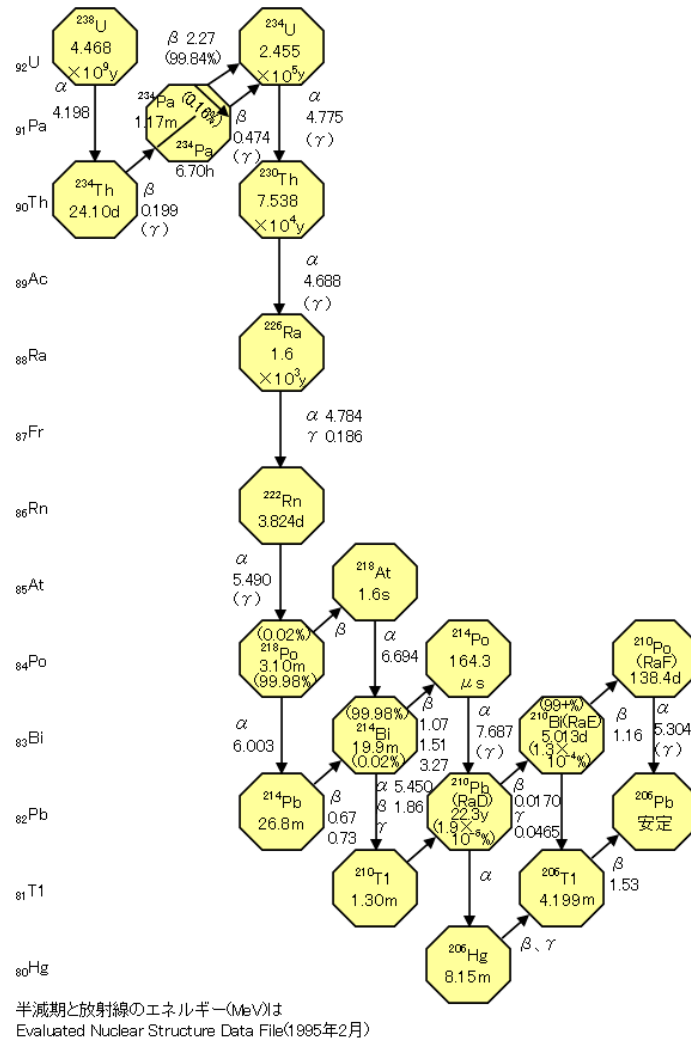 ²³⁸U
4.468
×10⁹y
β 2.27
(99.84%)
²³⁴U
2.455
×10⁵y
₉₂U
α
4.198
²³⁴Pa
1.17m
(0.16%)
²³⁴Pa
6.70h
β
0.474
(γ)
α
4.775
(γ)
₉₁Pa
²³⁴Th
24.10d
β
0.199
(γ)
²³⁰Th
7.538
×10⁴y
₉₀Th
α
4.688
(γ)
₈₉Ac
²²⁶Ra
1.6
×10³y
₈₈Ra
α 4.784
γ 0.186
₈₇Fr
²²²Rn
3.824d
₈₆Rn
α
5.490
(γ)
²¹⁸At
1.6s
₈₅At
(0.02%)
²¹⁸Po
3.10m
(99.98%)
β
α
6.694
²¹⁴Po
164.3
μs
²¹⁰Po
(RaF)
138.4d
₈₄Po
α
6.003
(99.98%)
²¹⁴Bi
19.9m
(0.02%)
β
1.07
1.51
3.27
α
7.687
(γ)
(99+%)
²¹⁰Bi(RaE)
5.013d
(1.3×
10⁻⁴%)
β
1.16
α
5.304
(γ)
₈₃Bi
²¹⁴Pb
26.8m
β
0.67
0.73
α 5.450
β 1.86
γ
²¹⁰Pb
(RaD)
22.3y
(1.9×
10⁻⁶%)
β
0.0170
γ
0.0465
²⁰⁶Pb
安定
₈₂Pb
²¹⁰T1
1.30m
α
²⁰⁶T1
4.199m
β
1.53
₈₁T1
²⁰⁶Hg
8.15m
β、γ
₈₀Hg
半減期と放射線のエネルギー(MeV)は
Evaluated Nuclear Structure Data File(1995年2月)